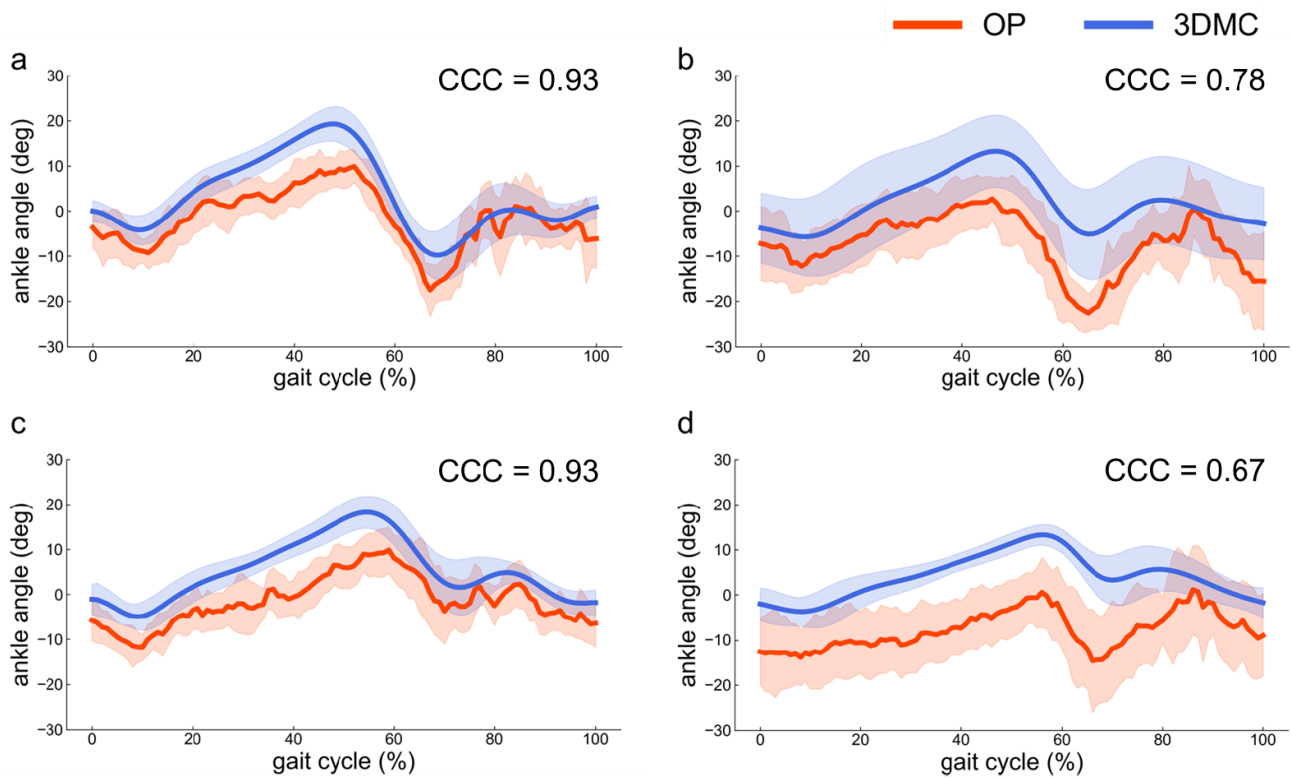 OP 3DMC
a
CCC = 0.93
ankle angle (deg)
30
20
10
0
−10
−20
−30
0 20 40 60 80 100
gait cycle (%)
b
CCC = 0.78
ankle angle (deg)
30
20
10
0
−10
−20
−30
0 20 40 60 80 100
gait cycle (%)
c
CCC = 0.93
ankle angle (deg)
30
20
10
0
−10
−20
−30
0 20 40 60 80 100
gait cycle (%)
d
CCC = 0.67
ankle angle (deg)
30
20
10
0
−10
−20
−30
0 20 40 60 80 100
gait cycle (%)